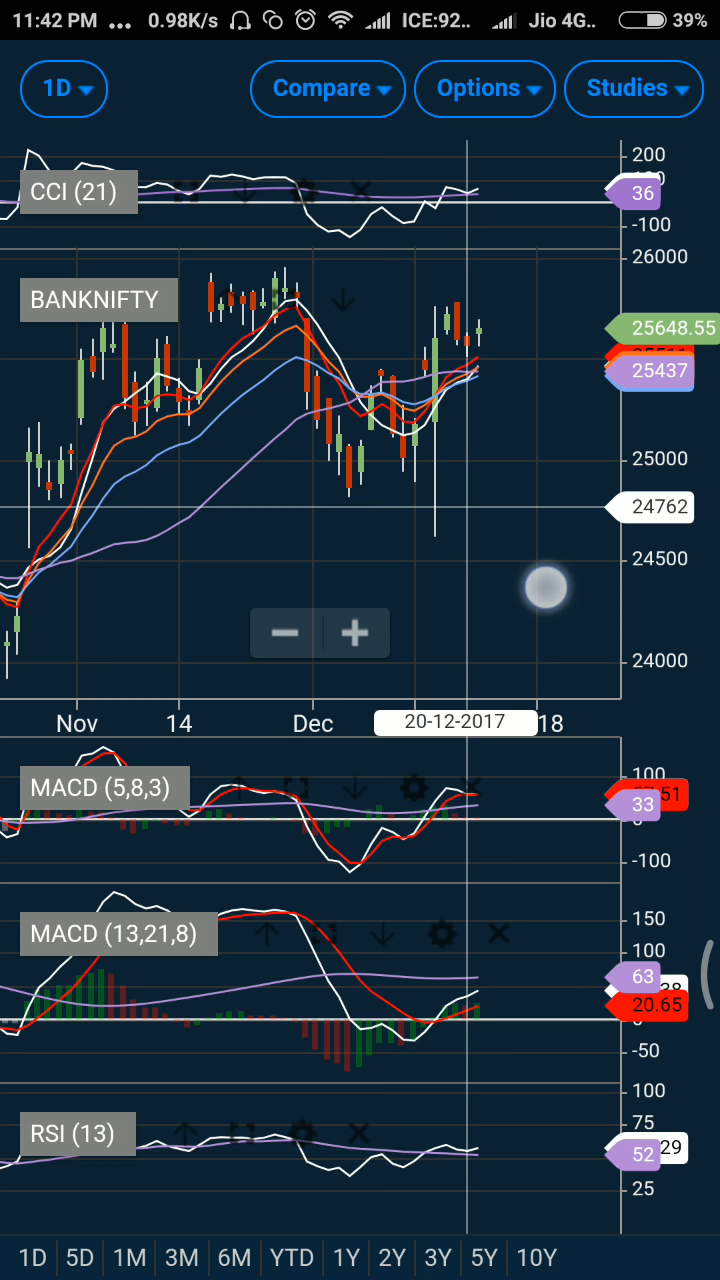 11:42 PM ... 0.98K/s ICE:92.. Jio 4G.. 39%
1D Compare Options Studies
200
CCI (21)
36
-100
26000
BANKNIFTY
25648.55
25437
25000
24762
24500
24000
Nov 14 Dec 20-12-2017 18
100
MACD (5,8,3)
51
33
0
-100
150
MACD (13,21,8)
100
63
20.65
0
-50
100
75
RSI (13)
29
52
25
1D 5D 1M 3M 6M YTD 1Y 2Y 3Y 5Y 10Y